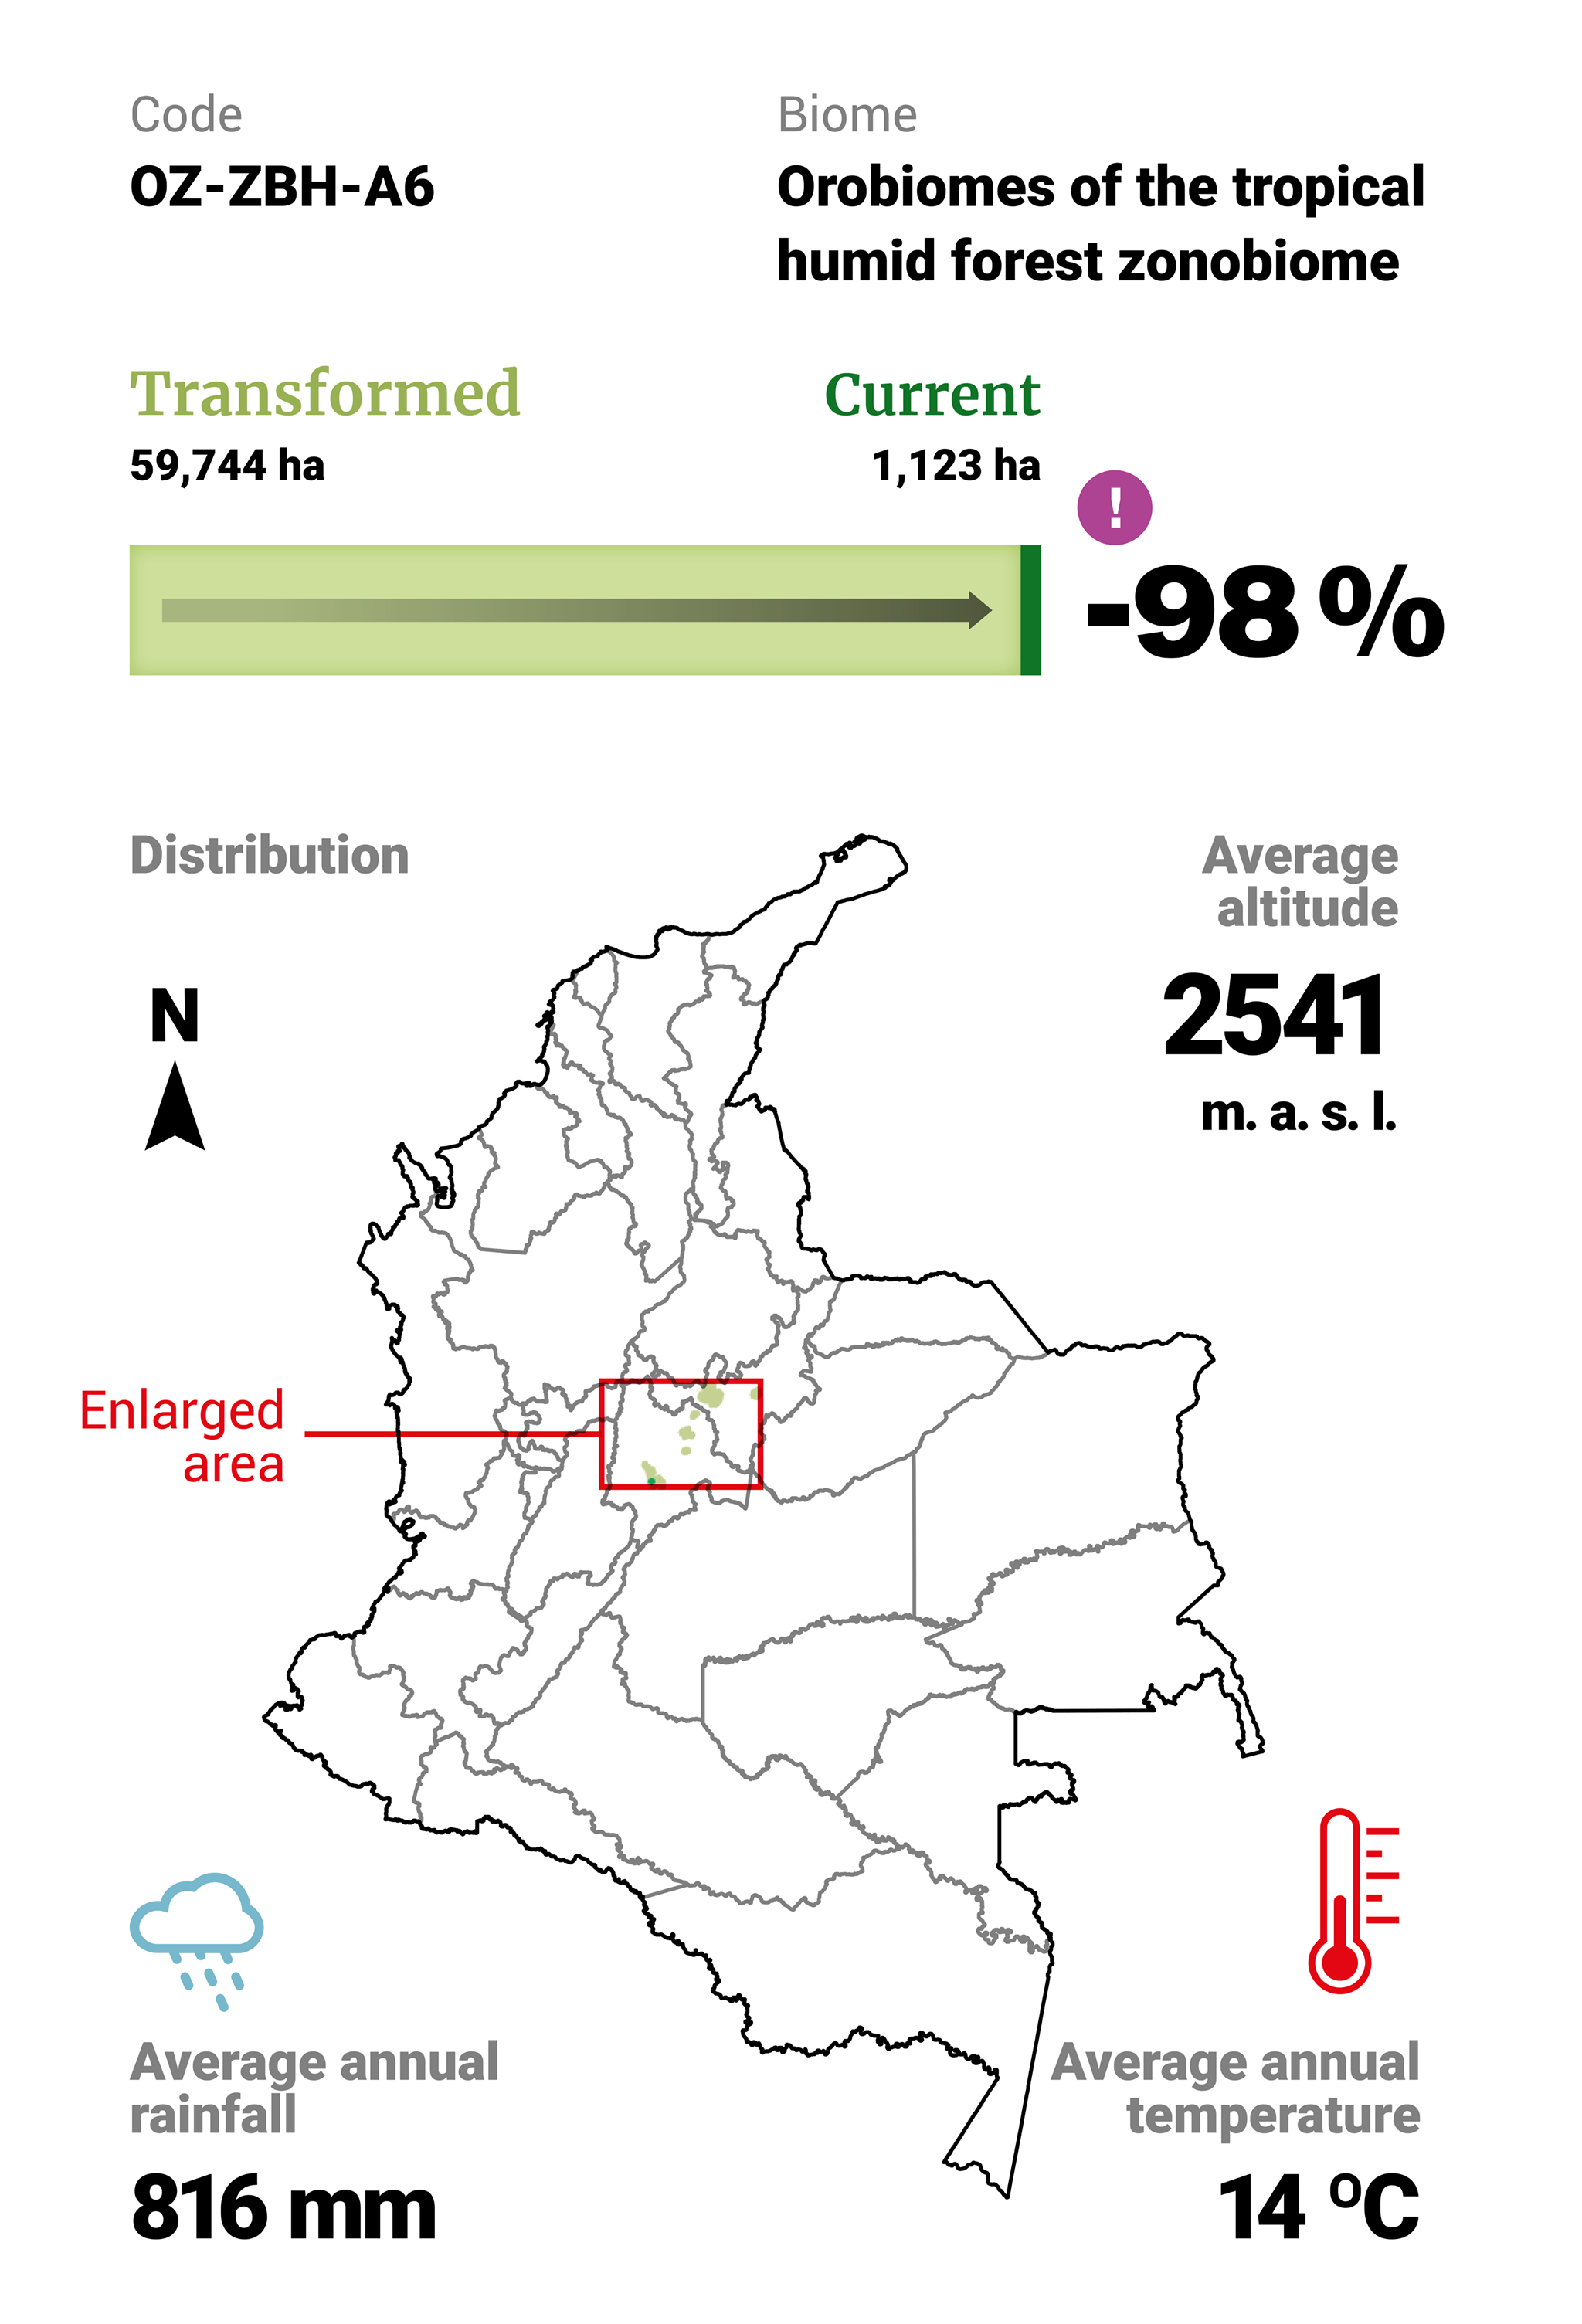 Code
OZ-ZBH-A6
Biome
Orobiomes of the tropical
humid forest zonobiome
Transformed
59,744 ha
Current
1,123 ha
!
-98 %
Distribution
Average
altitude
2541
m. a. s. l.
N
Enlarged
area
Average annual
rainfall
816 mm
Average annual
temperature
14 ºC